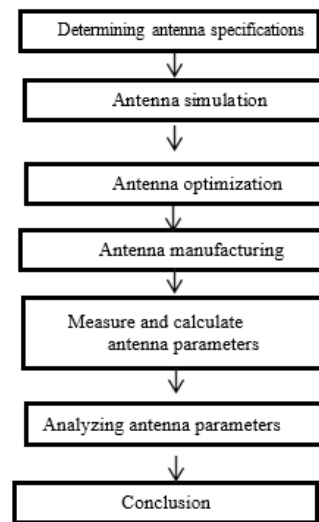 Determining antenna specifications
Antenna simulation
Antenna optimization
Antenna manufacturing
Measure and calculate
antenna parameters
Analyzing antenna parameters
Conclusion